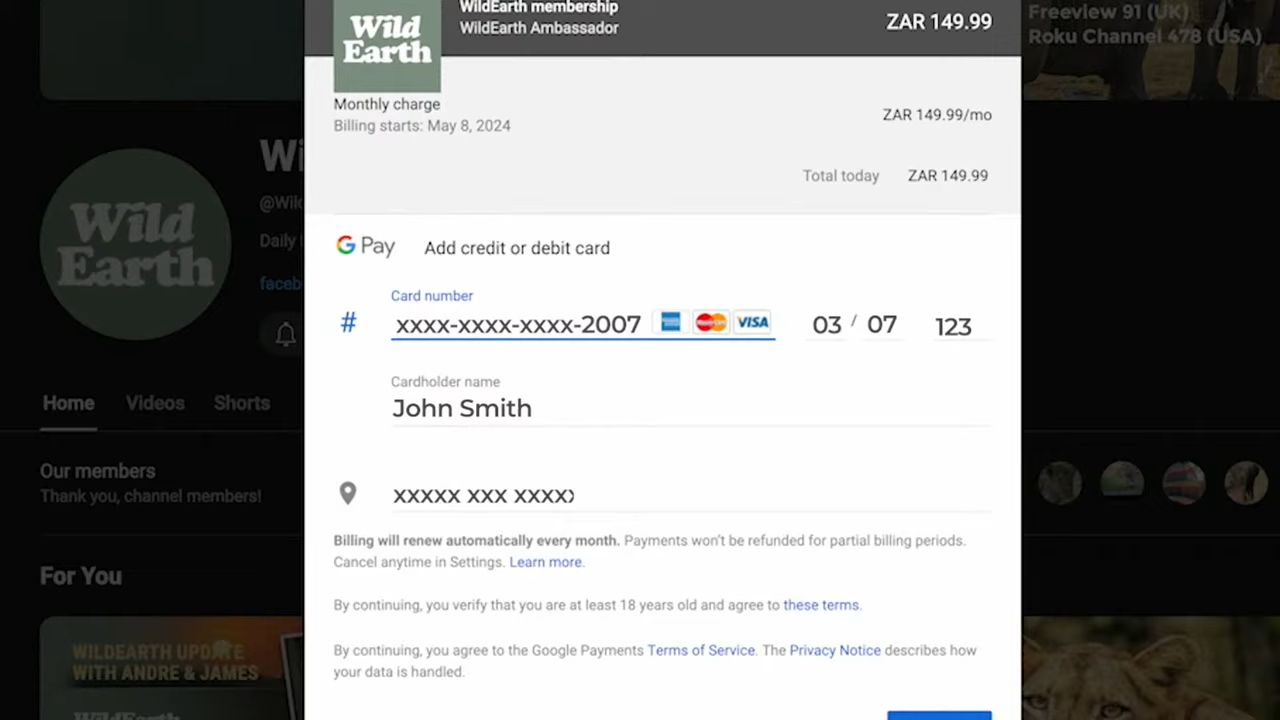 WildEarth membership
WildEarth Ambassador
ZAR 149.99
Wild
Earth
Monthly charge
Billing starts: May 8, 2024
ZAR 149.99/mo
Total today ZAR 149.99
G Pay Add credit or debit card
Card number
# xxxx-xxxx-xxxx-2007 VISA 03 / 07 123
Cardholder name
John Smith
xxxxx xxx xxxx
Billing will renew automatically every month. Payments won't be refunded for partial billing periods.
Cancel anytime in Settings. Learn more.
By continuing, you verify that you are at least 18 years old and agree to these terms.
By continuing, you agree to the Google Payments Terms of Service. The Privacy Notice describes how
your data is handled.
Freeview 91 (UK)
Roku Channel 478 (USA)
Wild
Earth
Daily
Home Videos Shorts
Our members
Thank you, channel members!
For You
WILDEARTH UPDATE
WITH ANDRE & JAMES
WildEarth